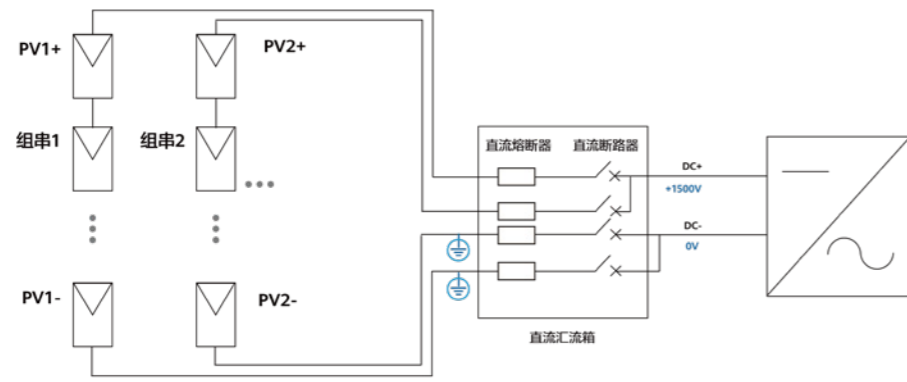 PV1+
PV2+
组串1
组串2
直流熔断器
直流断路器
DC+
+1500V
DC-
0V
PV1-
PV2-
直流汇流箱